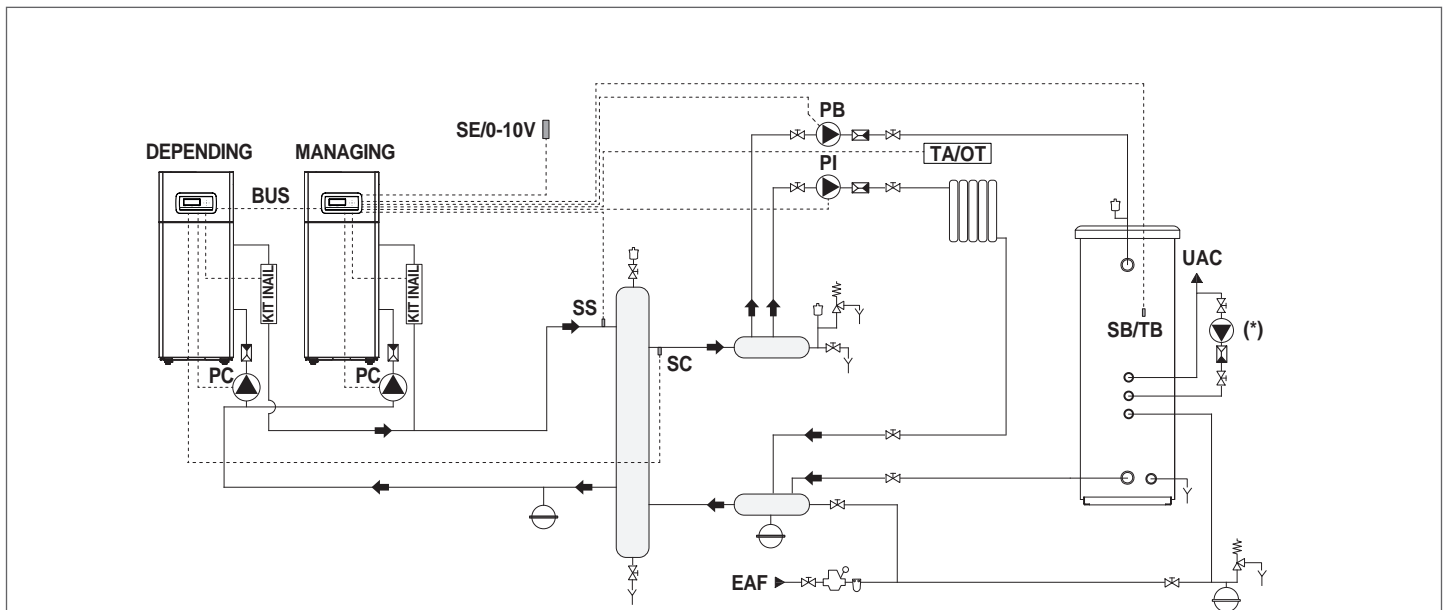 PB
SE/0-10V
DEPENDING
MANAGING
TA/OT
PI
BUS
UAC
KIT INAIL
KIT INAIL
SS
SB/TB
(*)
SC
PC
PC
EAF